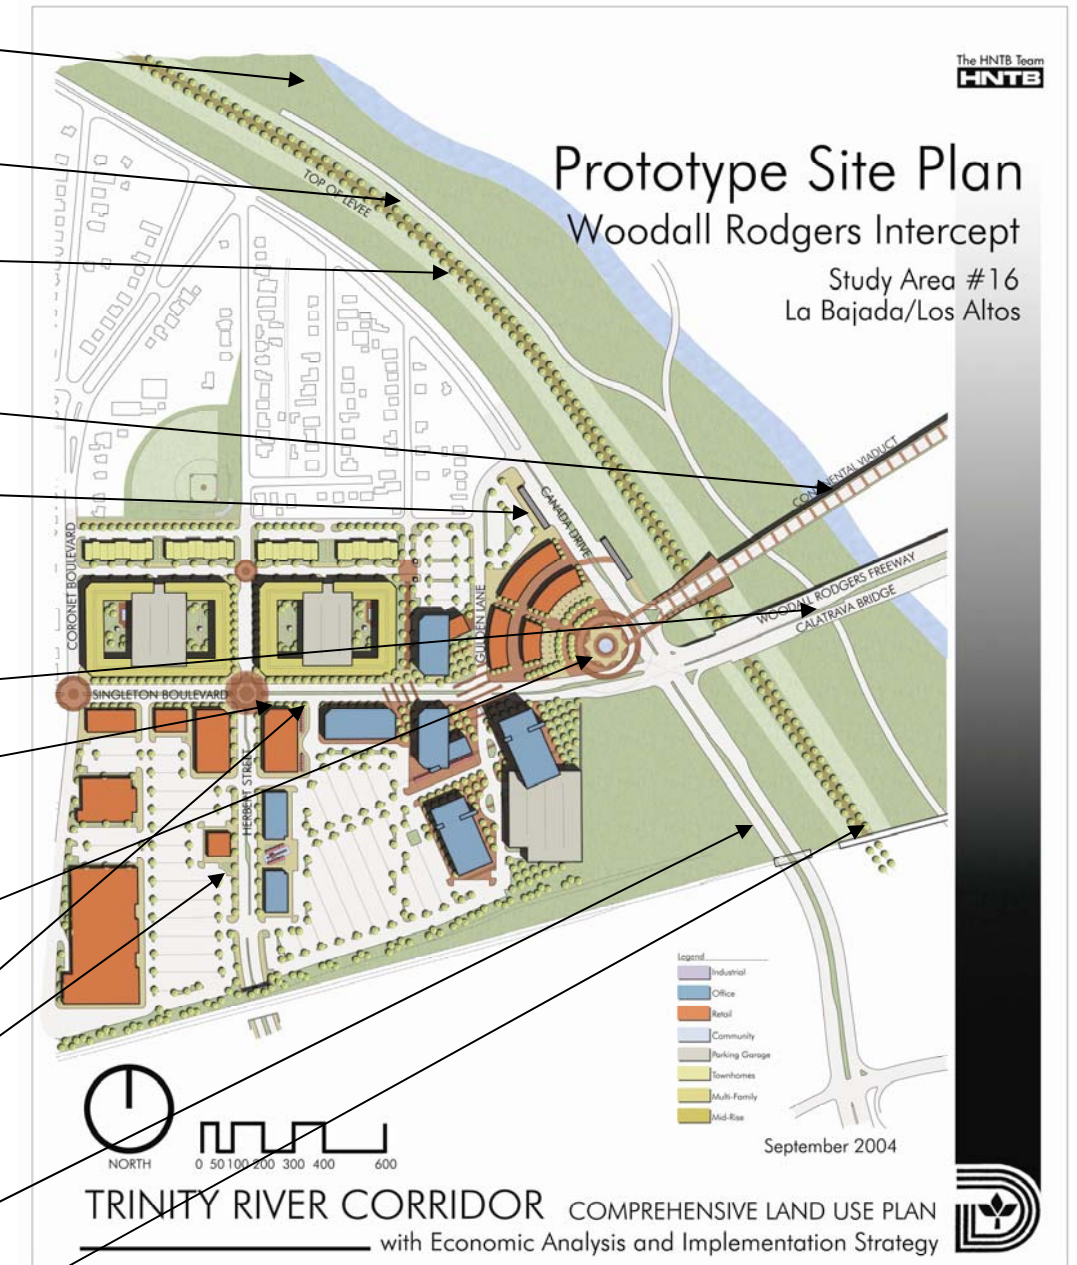 The HNTB Team
HNTB
Prototype Site Plan
Woodall Rodgers Intercept
Study Area #16
La Bajada/Los Altos
TOP OF LEVEE
CONTINENTAL VIADUCT
CANADA DRIVE
CORONET BOULEVARD
GULDEN LANE
WOODALL RODGERS FREEWAY
CALATRAVA BRIDGE
SINGLETON BOULEVARD
HERBERT STREET
Legend
Industrial
Office
Retail
Community
Parking Garage
Townhomes
Multi-Family
Mid-Rise
September 2004
NORTH
0 50 100 200 300 400 600
TRINITY RIVER CORRIDOR COMPREHENSIVE LAND USE PLAN
with Economic Analysis and Implementation Strategy